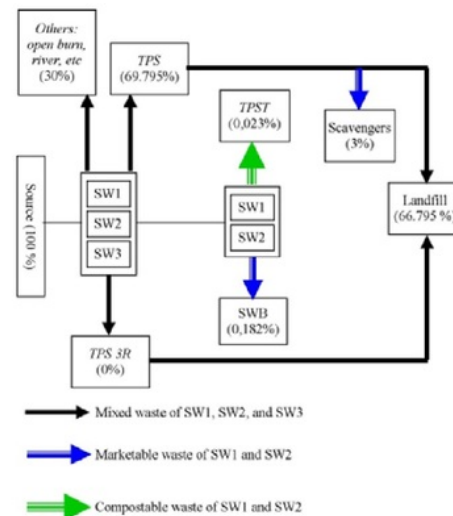 Others:
open burn,
river, etc
(30%)
TPS
(69.795%)
TPST
(0,023%)
Scavengers
(3%)
Source (100 %)
SW1
SW2
SW3
SW1
SW2
Landfill
(66.795 %)
SWB
(0,182%)
TPS 3R
(0%)
Mixed waste of SW1, SW2, and SW3
Marketable waste of SW1 and SW2
Compostable waste of SW1 and SW2